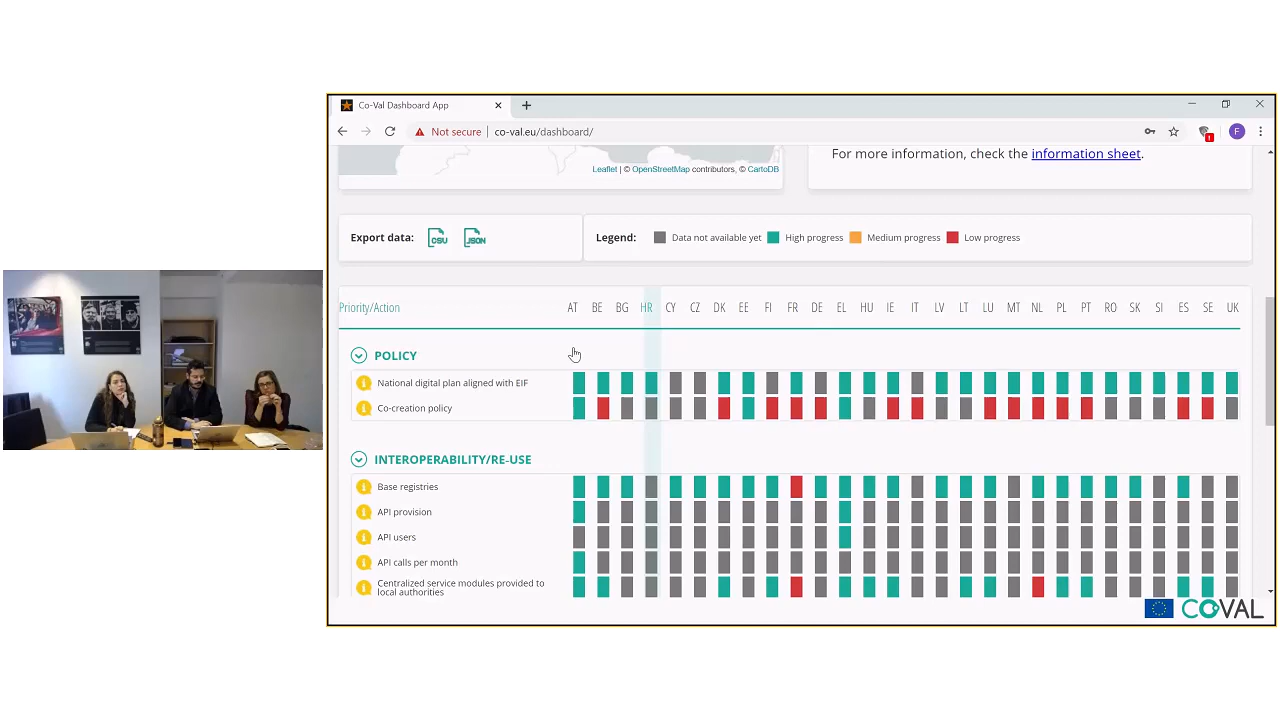 Co-Val Dashboard App
Not secure
co-val.eu/dashboard/
F
1
For more information, check the information sheet.
Leaflet | © OpenStreetMap contributors, © CartoDB
Export data:
CSV
JSON
Legend:
Data not available yet
High progress
Medium progress
Low progress
Priority/Action
AT BE BG HR CY CZ DK EE FI FR DE EL HU IE IT LV LT LU MT NL PL PT RO SK SI ES SE UK
POLICY
National digital plan aligned with EIF
Co-creation policy
INTEROPERABILITY/RE-USE
Base registries
API provision
API users
API calls per month
Centralized service modules provided to
local authorities
COVAL